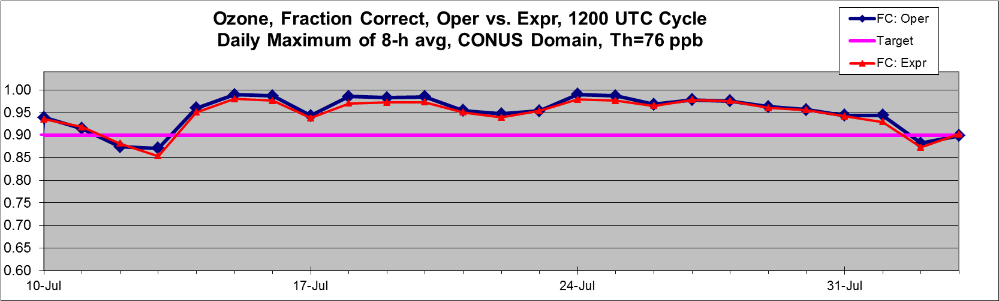 Ozone, Fraction Correct, Oper vs. Expr, 1200 UTC Cycle
Daily Maximum of 8-h avg, CONUS Domain, Th=76 ppb
FC: Oper
Target
FC: Expr
1.00
0.95
0.90
0.85
0.80
0.75
0.70
0.65
0.60
10-Jul
17-Jul
24-Jul
31-Jul